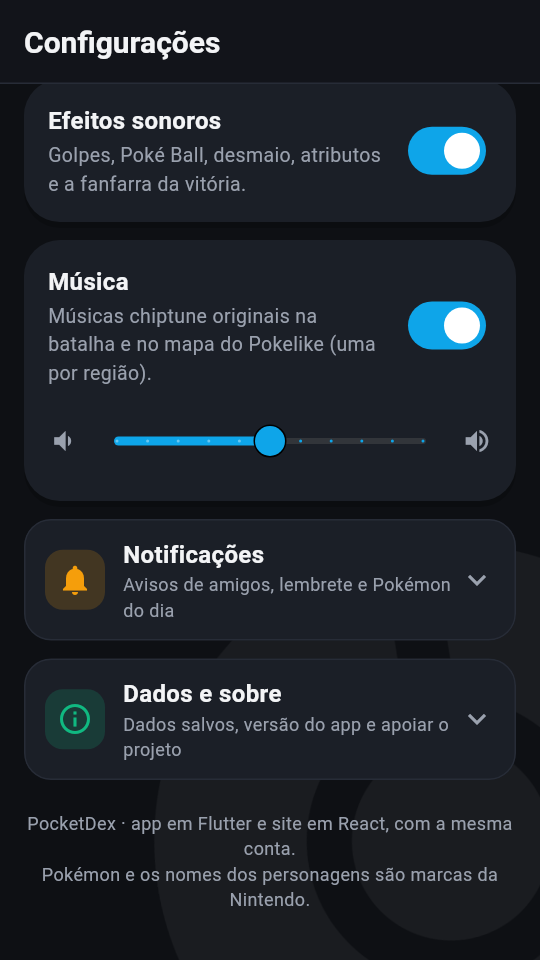 Configurações
Efeitos sonoros
Golpes, Poké Ball, desmaio, atributos
e a fanfarra da vitória.
Música
Músicas chiptune originais na
batalha e no mapa do Pokelike (uma
por região).
Notificações
Avisos de amigos, lembrete e Pokémon
do dia
Dados e sobre
Dados salvos, versão do app e apoiar o
projeto
PocketDex · app em Flutter e site em React, com a mesma
conta.
Pokémon e os nomes dos personagens são marcas da
Nintendo.